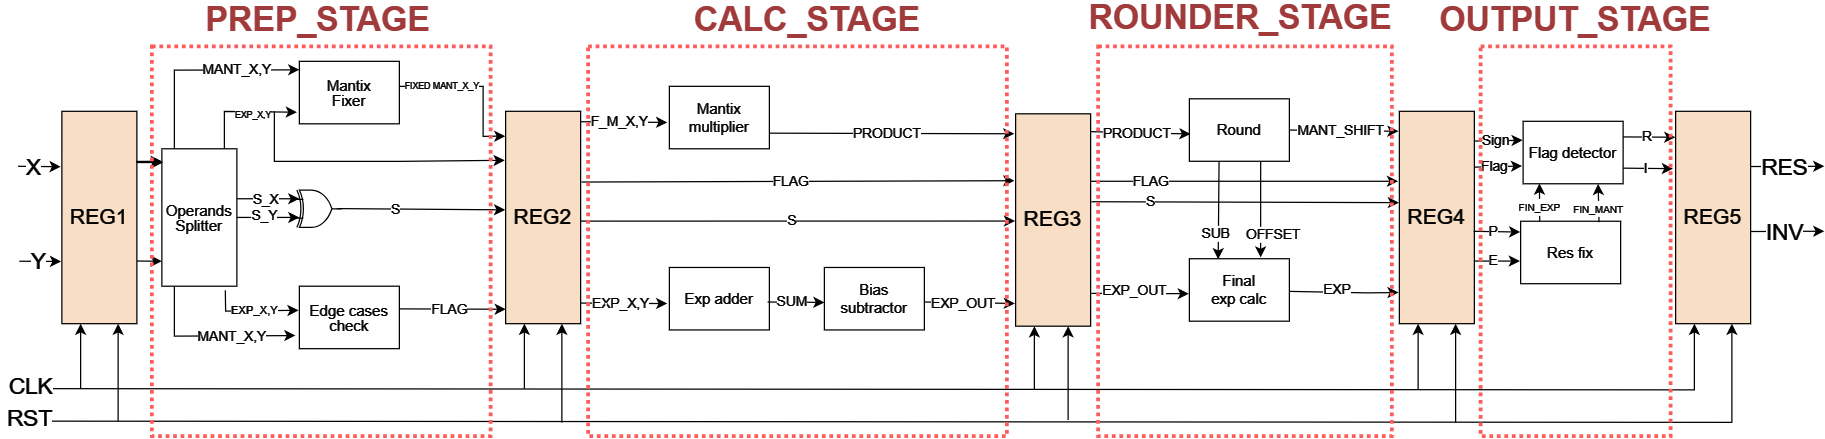 PREP_STAGE
CALC_STAGE
ROUNDER_STAGE
OUTPUT_STAGE
X
Y
CLK
RST
REG1
Operands
Splitter
MANT_X,Y
EXP_X,Y
Mantix
Fixer
FIXED MANT_X_Y
S_X
S_Y
S
EXP_X,Y
MANT_X,Y
Edge cases
check
FLAG
REG2
F_M_X,Y
Mantix
multiplier
PRODUCT
FLAG
S
EXP_X,Y
Exp adder
SUM
Bias
subtractor
EXP_OUT
REG3
PRODUCT
Round
MANT_SHIFT
FLAG
S
SUB
OFFSET
EXP_OUT
Final
exp calc
EXP
REG4
Sign
Flag
Flag detector
R
I
FIN_EXP
FIN_MANT
P
E
Res fix
REG5
RES
INV